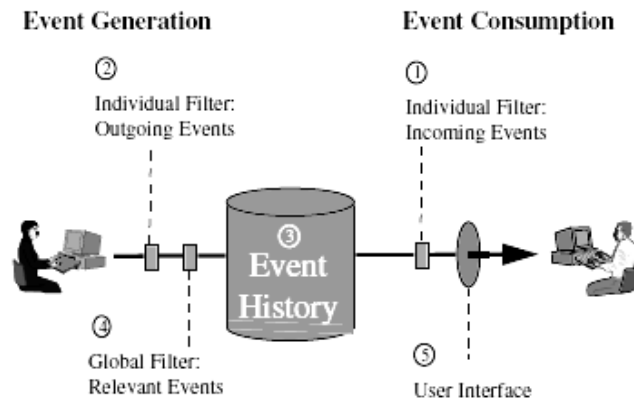 Event Generation
Event Consumption
②
Individual Filter:
Outgoing Events
①
Individual Filter:
Incoming Events
③
Event
History
④
Global Filter:
Relevant Events
⑤
User Interface